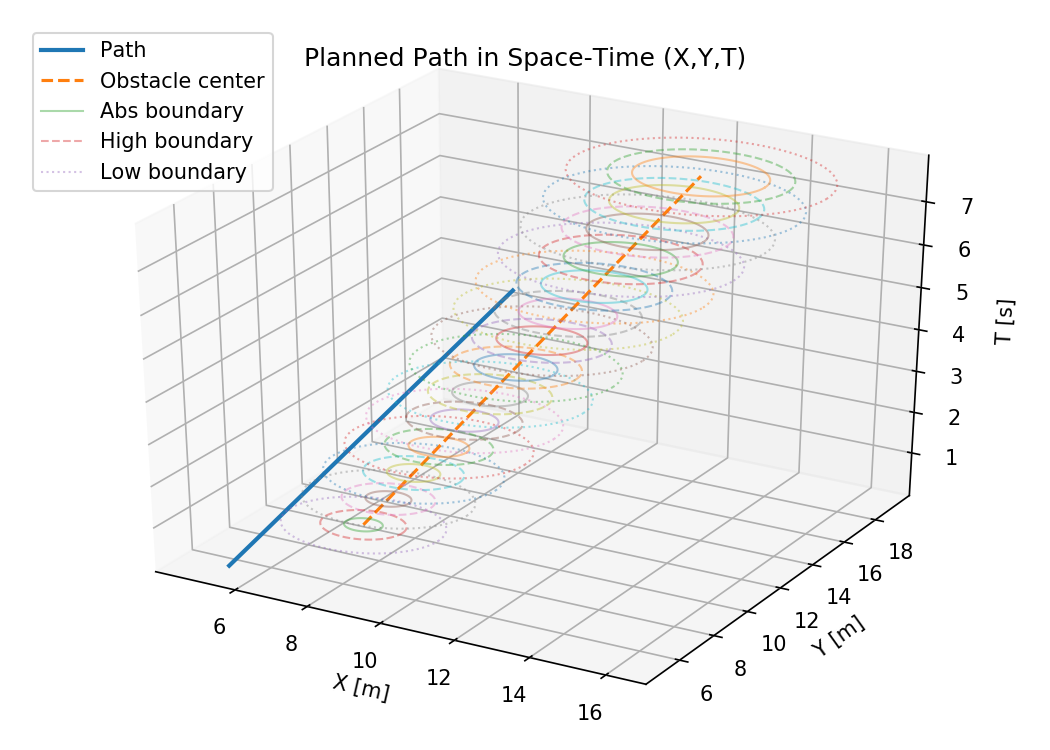 Planned Path in Space-Time (X,Y,T)
Path
Obstacle center
Abs boundary
High boundary
Low boundary
7
6
5
4
3
2
1
T [s]
18
16
14
12
10
8
6
Y [m]
6
8
10
12
14
16
X [m]